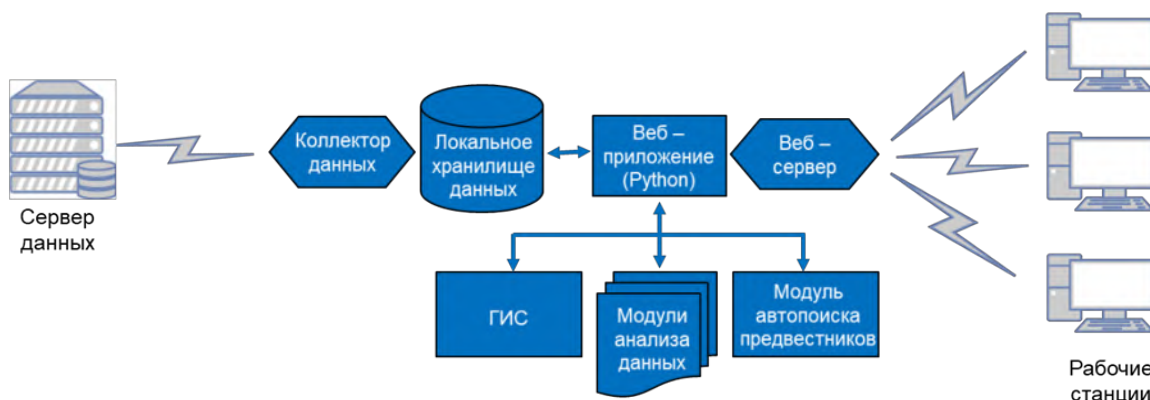 Сервер
данных
Коллектор
данных
Локальное
хранилище
данных
Веб –
приложение
(Python)
Веб –
сервер
ГИС
Модули
анализа
данных
Модуль
автопоиска
предвестников
Рабочие
станции